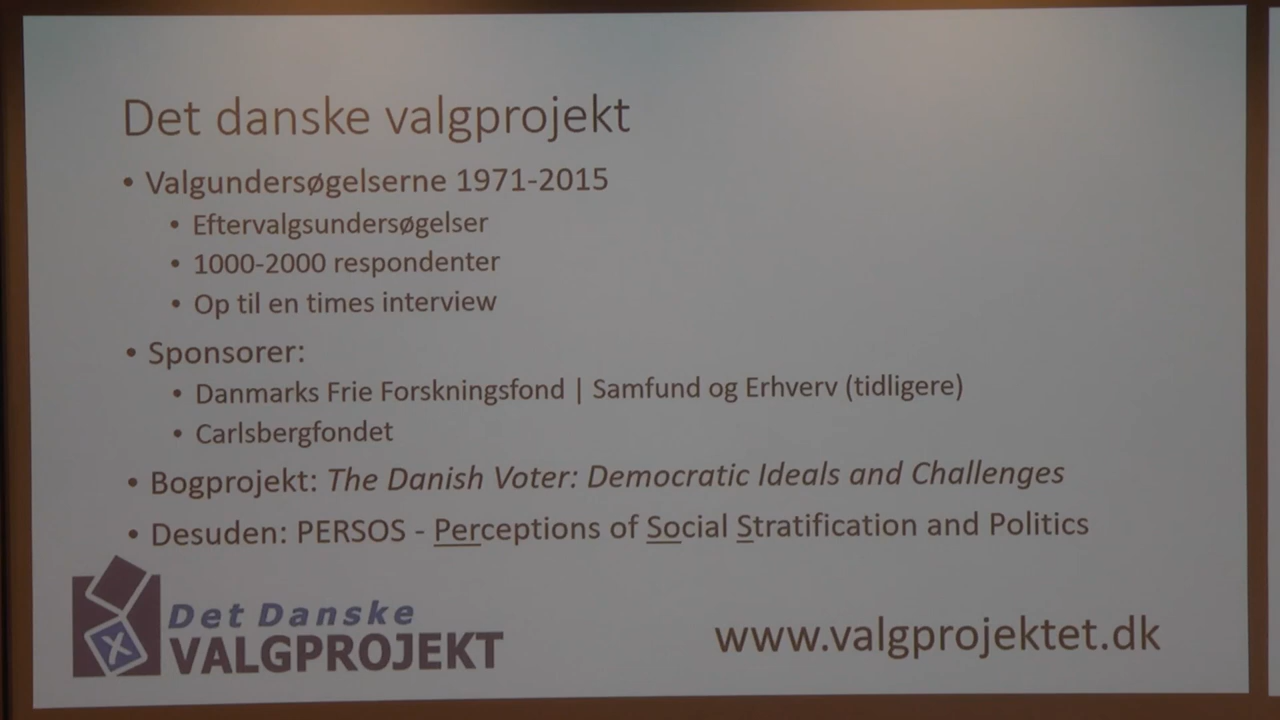 Det danske valgprojekt
• Valgundersøgelserne 1971-2015
• Eftervalgsundersøgelser
• 1000-2000 respondenter
• Op til en times interview
• Sponsorer:
• Danmarks Frie Forskningsfond | Samfund og Erhverv (tidligere)
• Carlsbergfondet
• Bogprojekt: The Danish Voter: Democratic Ideals and Challenges
• Desuden: PERSOS - Perceptions of Social Stratification and Politics
Det Danske
VALGPROJEKT
www.valgprojektet.dk